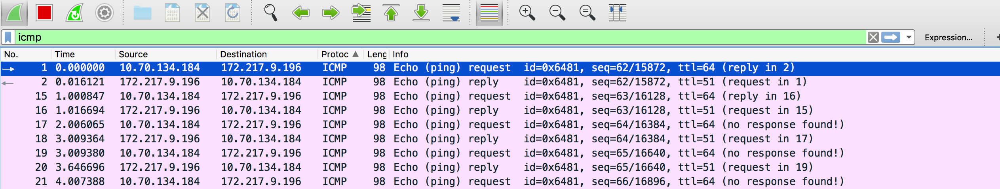 icmp Expression... +
No. Time Source Destination Protoc Leng Info
1 0.000000 10.70.134.184 172.217.9.196 ICMP 98 Echo (ping) request id=0x6481, seq=62/15872, ttl=64 (reply in 2)
2 0.016121 172.217.9.196 10.70.134.184 ICMP 98 Echo (ping) reply id=0x6481, seq=62/15872, ttl=51 (request in 1)
15 1.000847 10.70.134.184 172.217.9.196 ICMP 98 Echo (ping) request id=0x6481, seq=63/16128, ttl=64 (reply in 16)
16 1.016694 172.217.9.196 10.70.134.184 ICMP 98 Echo (ping) reply id=0x6481, seq=63/16128, ttl=51 (request in 15)
17 2.006065 10.70.134.184 172.217.9.196 ICMP 98 Echo (ping) request id=0x6481, seq=64/16384, ttl=64 (no response found!)
18 3.009364 172.217.9.196 10.70.134.184 ICMP 98 Echo (ping) reply id=0x6481, seq=64/16384, ttl=51 (request in 17)
19 3.009380 10.70.134.184 172.217.9.196 ICMP 98 Echo (ping) request id=0x6481, seq=65/16640, ttl=64 (no response found!)
20 3.646696 172.217.9.196 10.70.134.184 ICMP 98 Echo (ping) reply id=0x6481, seq=65/16640, ttl=51 (request in 19)
21 4.007388 10.70.134.184 172.217.9.196 ICMP 98 Echo (ping) request id=0x6481, seq=66/16896, ttl=64 (no response found!)